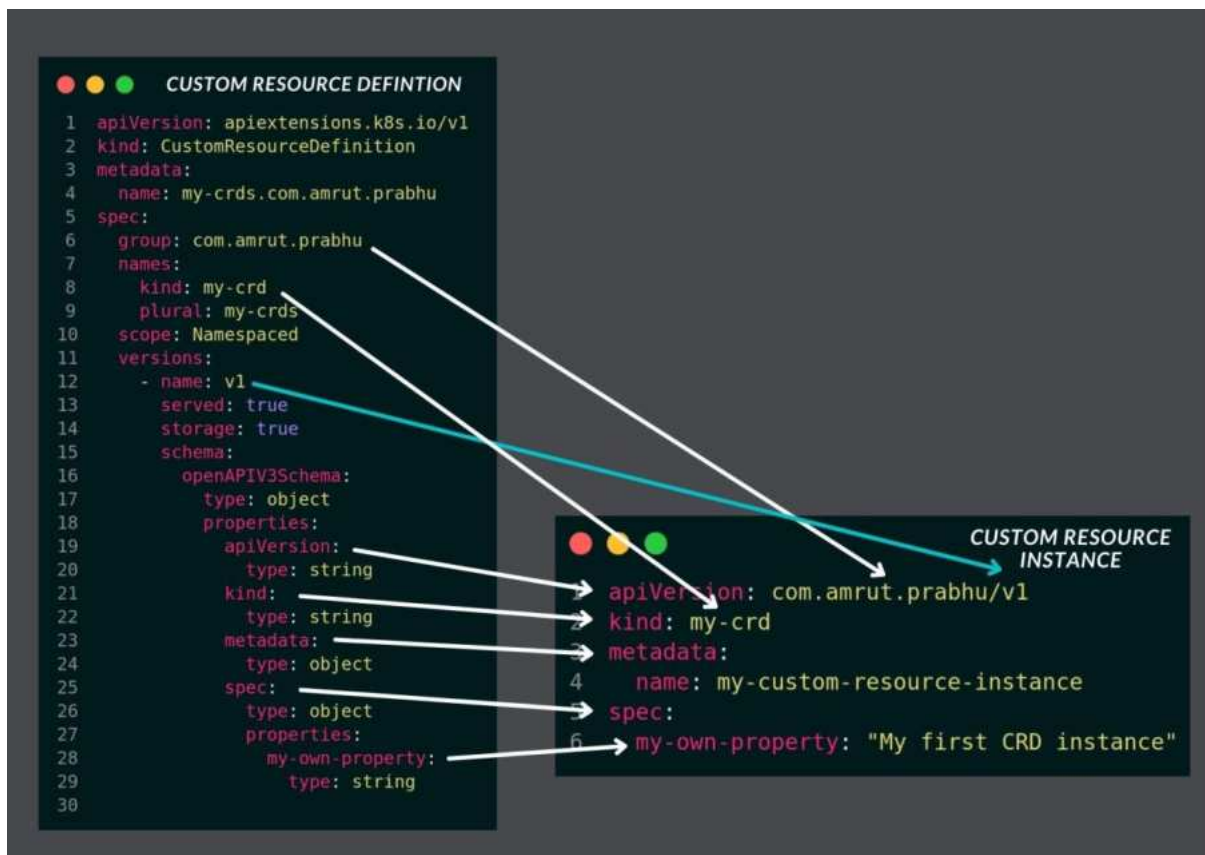 CUSTOM RESOURCE DEFINTION
1 apiVersion: apiextensions.k8s.io/v1
2 kind: CustomResourceDefinition
3 metadata:
4   name: my-crds.com.amrut.prabhu
5 spec:
6   group: com.amrut.prabhu
7   names:
8     kind: my-crd
9     plural: my-crds
10   scope: Namespaced
11   versions:
12     - name: v1
13       served: true
14       storage: true
15       schema:
16         openAPIV3Schema:
17           type: object
18           properties:
19             apiVersion:
20               type: string
21             kind:
22               type: string
23             metadata:
24               type: object
25             spec:
26               type: object
27               properties:
28                 my-own-property:
29                   type: string
30
CUSTOM RESOURCE
INSTANCE
1 apiVersion: com.amrut.prabhu/v1
2 kind: my-crd
3 metadata:
4   name: my-custom-resource-instance
5 spec:
6   my-own-property: "My first CRD instance"